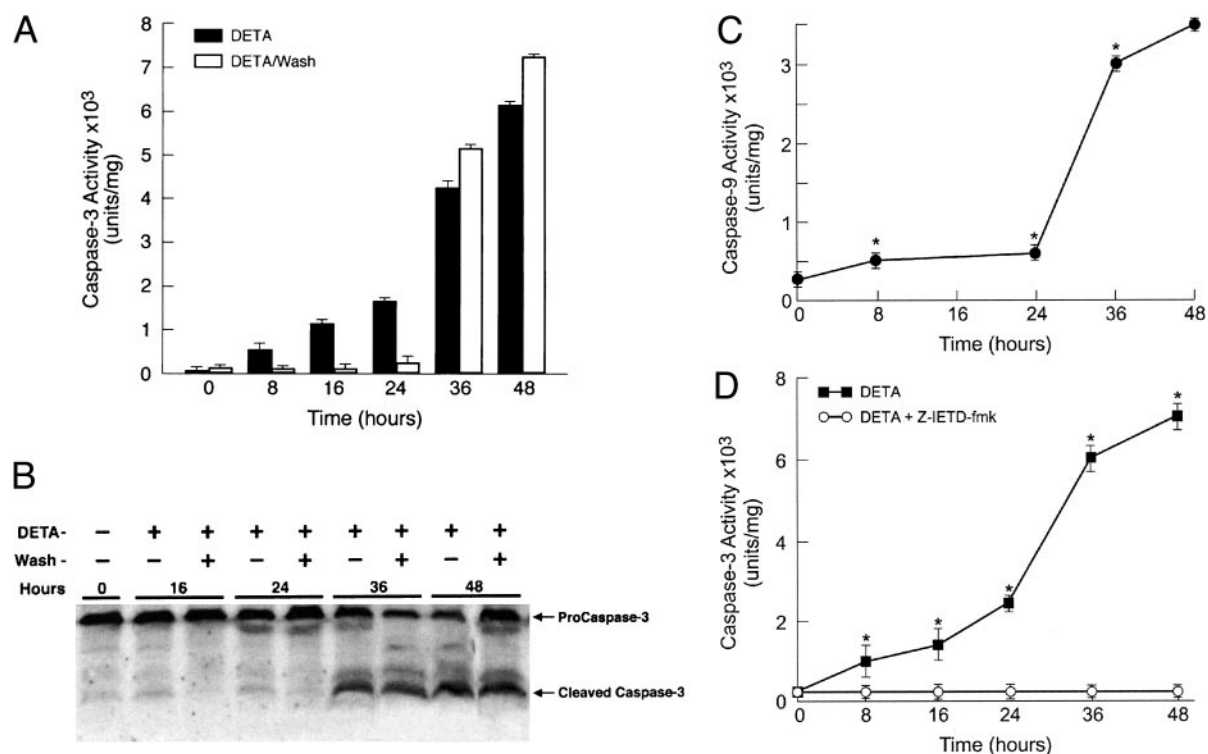 A
8
7
6
5
4
3
2
1
0
Caspase-3 Activity x10³
(units/mg)
DETA
DETA/Wash
0 8 16 24 36 48
Time (hours)
B
DETA- – + + + + + + + +
Wash - – – + – + – + – +
Hours 0 16 24 36 48
ProCaspase-3
Cleaved Caspase-3
C
3
2
1
0
Caspase-9 Activity x10³
(units/mg)
* * * *
0 8 16 24 36 48
Time (hours)
D
8
6
4
2
0
Caspase-3 Activity x10³
(units/mg)
DETA
DETA + Z-IETD-fmk
* * * * *
0 8 16 24 36 48
Time (hours)